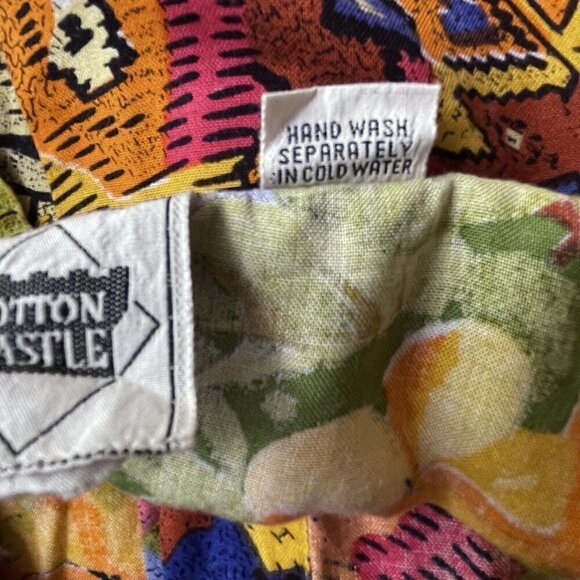 HAND WASH
SEPARATELY
IN COLD WATER
OTTON
ASTLE